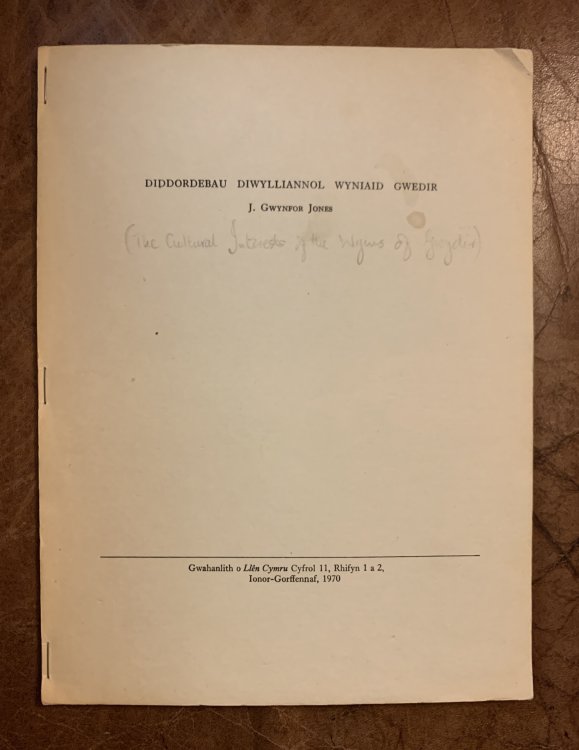 DIDDORDEBAU DIWYLLIANNOL WYNIAID GWEDIR
J. Gwynfor Jones
(The Cultural Interests of the Wynns of Gwydir)
Gwahanlith o Llên Cymru Cyfrol 11, Rhifyn 1 a 2,
Ionor-Gorffennaf, 1970